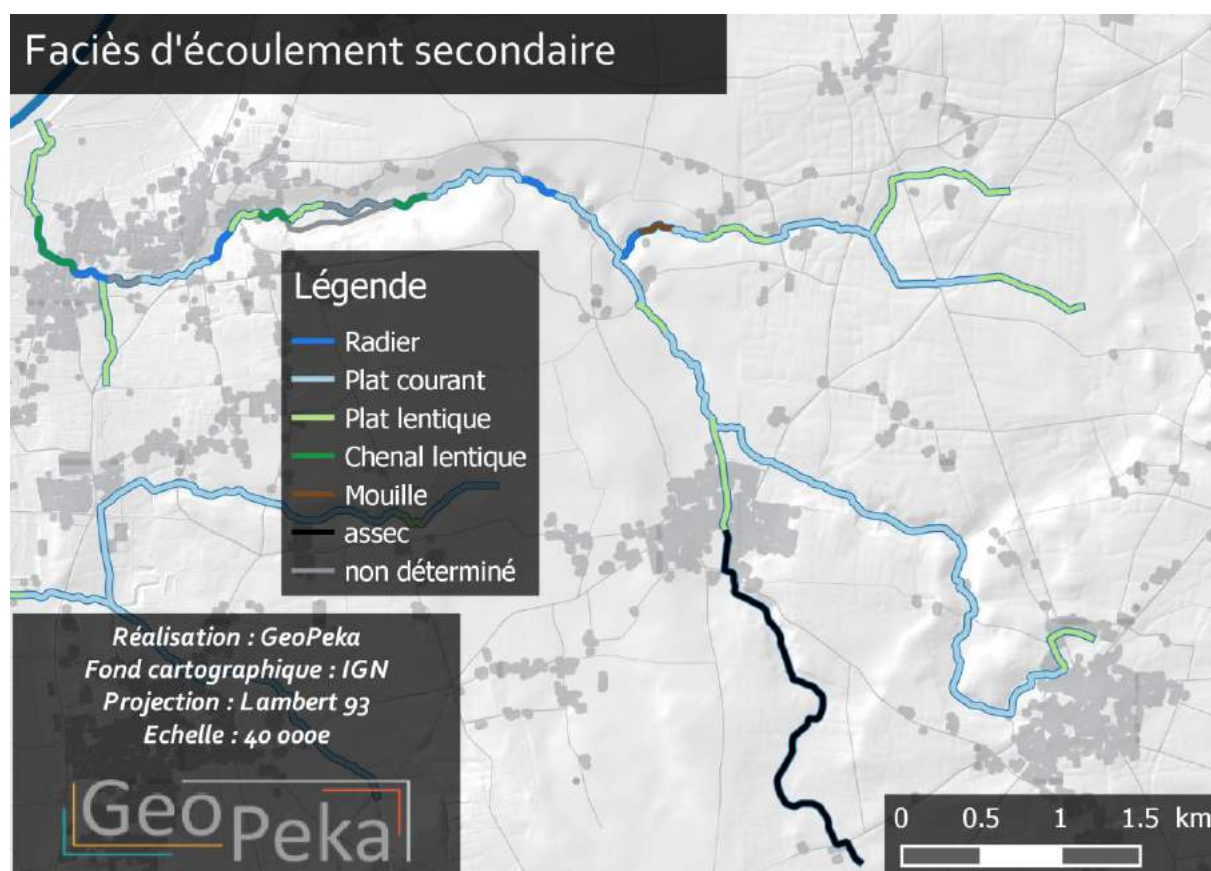 Faciès d'écoulement secondaire
Légende
Radier
Plat courant
Plat lentique
Chenal lentique
Mouille
assec
non déterminé
Réalisation : GeoPeka
Fond cartographique : IGN
Projection : Lambert 93
Echelle : 40 000e
GeoPeka
0 0.5 1 1.5 km